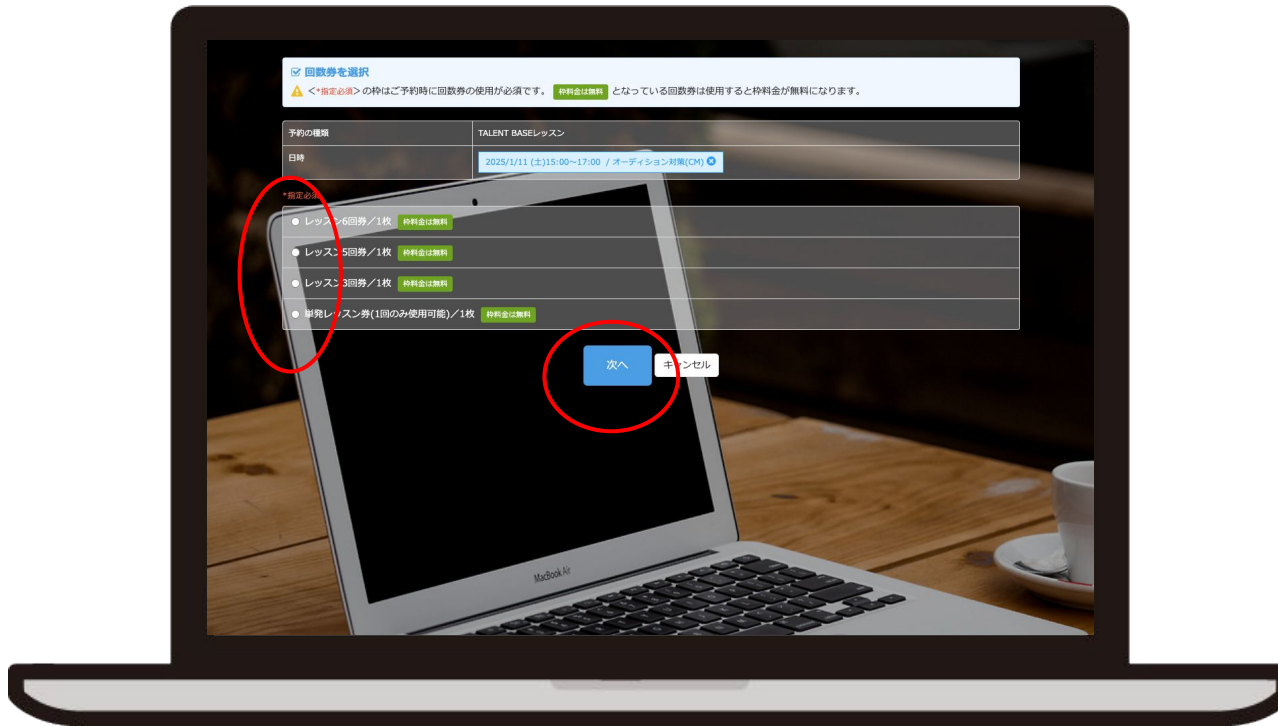 回数券を選択
<*指定必須>の枠はご予約時に回数券の使用が必須です。 枠料金は無料 となっている回数券は使用すると枠料金が無料になります。
予約の種類 TALENT BASEレッスン
日時 2025/1/11 (土)15:00～17:00 / オーディション対策(CM)
*指定必須
レッスン6回券／1枚 枠料金は無料
レッスン5回券／1枚 枠料金は無料
レッスン3回券／1枚 枠料金は無料
単発レッスン券(1回のみ使用可能)／1枚 枠料金は無料
次へ キャンセル
MacBook Air